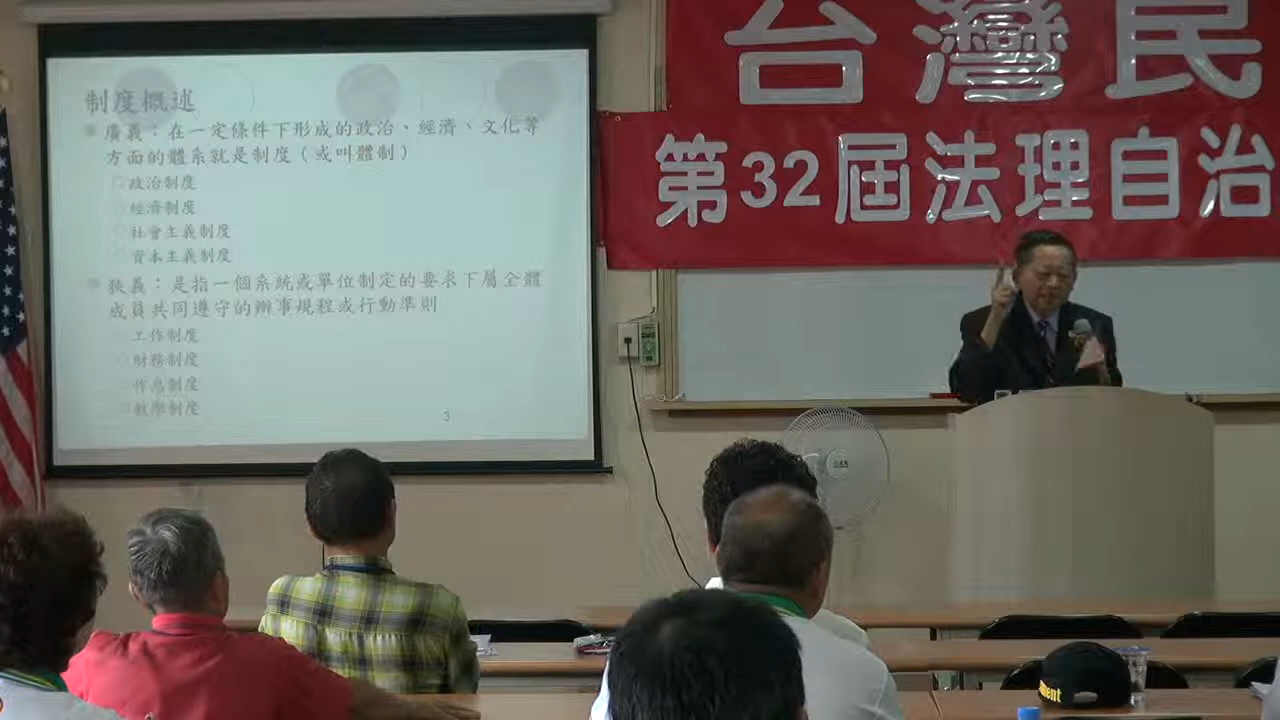 制度概述
廣義：在一定條件下形成的政治、經濟、文化等
方面的體系就是制度（或叫體制）
政治制度
經濟制度
社會主義制度
資本主義制度
狹義：是指一個系統或單位制定的要求下屬全體
成員共同遵守的辦事規程或行動準則
工作制度
財務制度
作息制度
教學制度
3
台灣民
第32屆法理自治